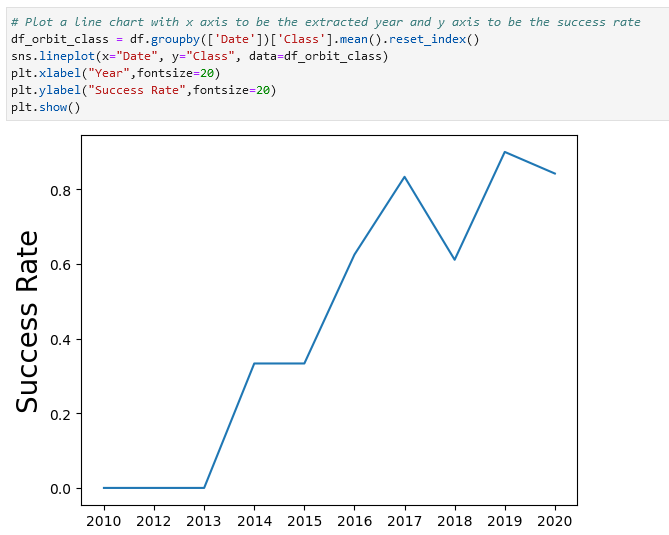 # Plot a line chart with x axis to be the extracted year and y axis to be the success rate
df_orbit_class = df.groupby(['Date'])['Class'].mean().reset_index()
sns.lineplot(x="Date", y="Class", data=df_orbit_class)
plt.xlabel("Year",fontsize=20)
plt.ylabel("Success Rate",fontsize=20)
plt.show()
Success Rate
0.8
0.6
0.4
0.2
0.0
2010 2012 2013 2014 2015 2016 2017 2018 2019 2020